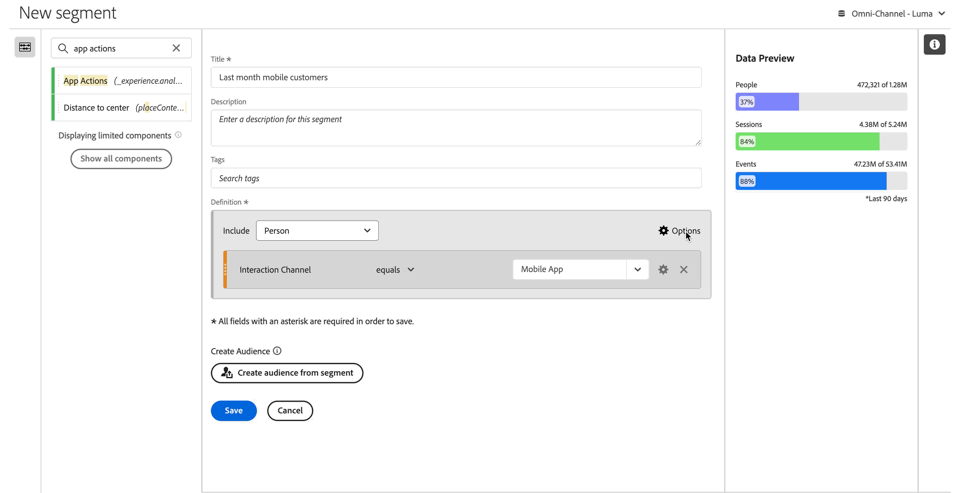 New segment
Omni-Channel - Luma
app actions
App Actions (_experience.anal...
Distance to center (placeConte...
Displaying limited components
Show all components
Title *
Last month mobile customers
Description
Enter a description for this segment
Tags
Search tags
Definition *
Include Person
Options
Interaction Channel equals Mobile App
* All fields with an asterisk are required in order to save.
Create Audience
Create audience from segment
Save Cancel
Data Preview
People 472,321 of 1.28M
37%
Sessions 4.38M of 5.24M
84%
Events 47.23M of 53.41M
88%
*Last 90 days